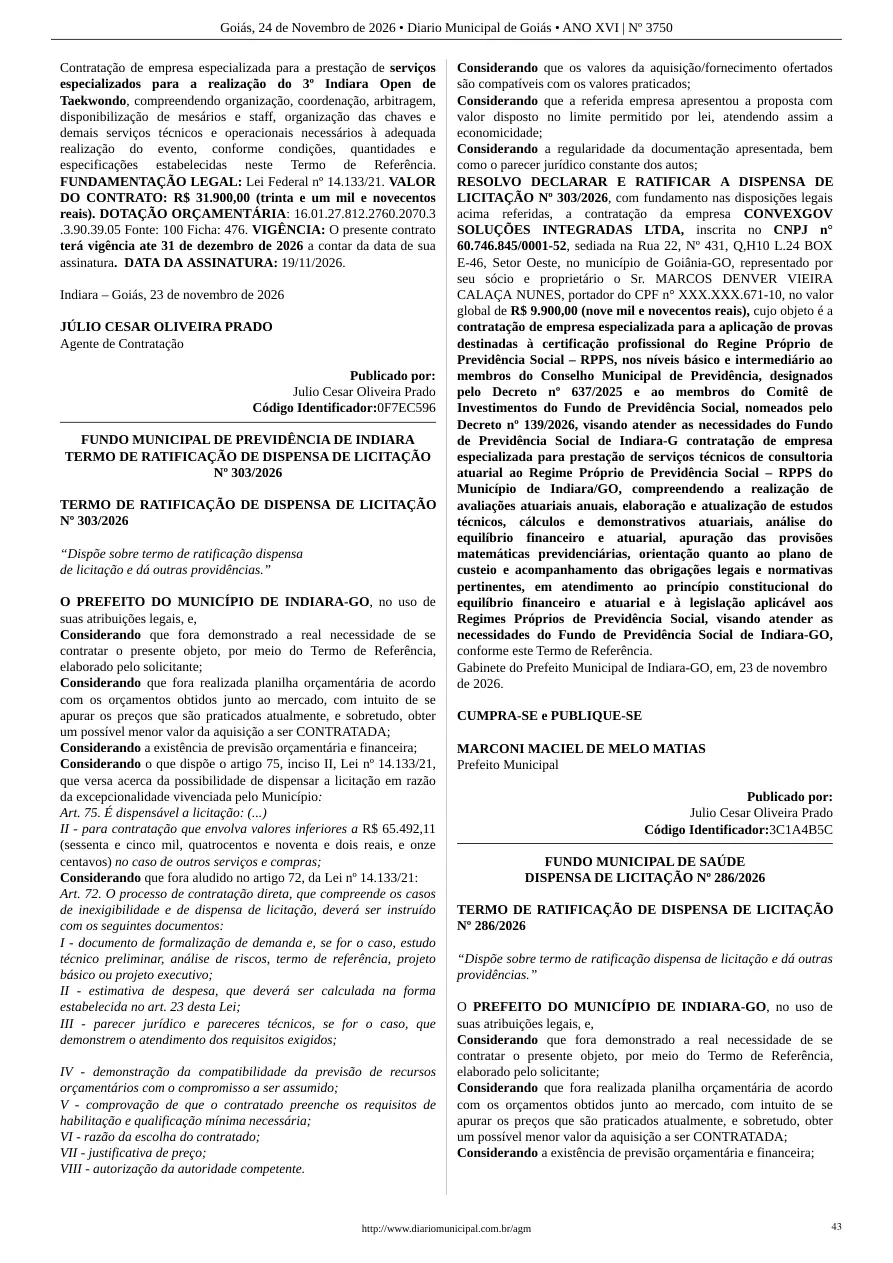 Goiás, 24 de Novembro de 2026 • Diario Municipal de Goiás • ANO XVI | Nº 3750
Contratação de empresa especializada para a prestação de serviços
especializados para a realização do 3º Indiara Open de
Taekwondo, compreendendo organização, coordenação, arbitragem,
disponibilização de mesários e staff, organização das chaves e
demais serviços técnicos e operacionais necessários à adequada
realização do evento, conforme condições, quantidades e
especificações estabelecidas neste Termo de Referência.
FUNDAMENTAÇÃO LEGAL: Lei Federal nº 14.133/21. VALOR
DO CONTRATO: R$ 31.900,00 (trinta e um mil e novecentos
reais). DOTAÇÃO ORÇAMENTÁRIA: 16.01.27.812.2760.2070.3
.3.90.39.05 Fonte: 100 Ficha: 476. VIGÊNCIA: O presente contrato
terá vigência até 31 de dezembro de 2026 a contar da data de sua
assinatura. DATA DA ASSINATURA: 19/11/2026.
Indiara – Goiás, 23 de novembro de 2026
JÚLIO CESAR OLIVEIRA PRADO
Agente de Contratação
Publicado por:
Julio Cesar Oliveira Prado
Código Identificador:0F7EC596
FUNDO MUNICIPAL DE PREVIDÊNCIA DE INDIARA
TERMO DE RATIFICAÇÃO DE DISPENSA DE LICITAÇÃO
Nº 303/2026
TERMO DE RATIFICAÇÃO DE DISPENSA DE LICITAÇÃO
Nº 303/2026
“Dispõe sobre termo de ratificação dispensa
de licitação e dá outras providências.”
O PREFEITO DO MUNICÍPIO DE INDIARA-GO, no uso de
suas atribuições legais, e,
Considerando que fora demonstrado a real necessidade de se
contratar o presente objeto, por meio do Termo de Referência,
elaborado pelo solicitante;
Considerando que fora realizada planilha orçamentária de acordo
com os orçamentos obtidos junto ao mercado, com intuito de se
apurar os preços que são praticados atualmente, e sobretudo, obter
um possível menor valor da aquisição a ser CONTRATADA;
Considerando a existência de previsão orçamentária e financeira;
Considerando o que dispõe o artigo 75, inciso II, Lei nº 14.133/21,
que versa acerca da possibilidade de dispensar a licitação em razão
da excepcionalidade vivenciada pelo Município:
Art. 75. É dispensável a licitação: (...)
II - para contratação que envolva valores inferiores a R$ 65.492,11
(sessenta e cinco mil, quatrocentos e noventa e dois reais, e onze
centavos) no caso de outros serviços e compras;
Considerando que fora aludido no artigo 72, da Lei nº 14.133/21:
Art. 72. O processo de contratação direta, que compreende os casos
de inexigibilidade e de dispensa de licitação, deverá ser instruído
com os seguintes documentos:
I - documento de formalização de demanda e, se for o caso, estudo
técnico preliminar, análise de riscos, termo de referência, projeto
básico ou projeto executivo;
II - estimativa de despesa, que deverá ser calculada na forma
estabelecida no art. 23 desta Lei;
III - parecer jurídico e pareceres técnicos, se for o caso, que
demonstrem o atendimento dos requisitos exigidos;
IV - demonstração da compatibilidade da previsão de recursos
orçamentários com o compromisso a ser assumido;
V - comprovação de que o contratado preenche os requisitos de
habilitação e qualificação mínima necessária;
VI - razão da escolha do contratado;
VII - justificativa de preço;
VIII - autorização da autoridade competente.
Considerando que os valores da aquisição/fornecimento ofertados
são compatíveis com os valores praticados;
Considerando que a referida empresa apresentou a proposta com
valor disposto no limite permitido por lei, atendendo assim a
economicidade;
Considerando a regularidade da documentação apresentada, bem
como o parecer jurídico constante dos autos;
RESOLVO DECLARAR E RATIFICAR A DISPENSA DE
LICITAÇÃO Nº 303/2026, com fundamento nas disposições legais
acima referidas, a contratação da empresa CONVEXGOV
SOLUÇÕES INTEGRADAS LTDA, inscrita no CNPJ n°
60.746.845/0001-52, sediada na Rua 22, Nº 431, Q,H10 L.24 BOX
E-46, Setor Oeste, no município de Goiânia-GO, representado por
seu sócio e proprietário o Sr. MARCOS DENVER VIEIRA
CALAÇA NUNES, portador do CPF n° XXX.XXX.671-10, no valor
global de R$ 9.900,00 (nove mil e novecentos reais), cujo objeto é a
contratação de empresa especializada para a aplicação de provas
destinadas à certificação profissional do Regine Próprio de
Previdência Social – RPPS, nos níveis básico e intermediário ao
membros do Conselho Municipal de Previdência, designados
pelo Decreto nº 637/2025 e ao membros do Comitê de
Investimentos do Fundo de Previdência Social, nomeados pelo
Decreto nº 139/2026, visando atender as necesidades do Fundo
de Previdência Social de Indiara-G contratação de empresa
especializada para prestação de serviços técnicos de consultoria
atuarial ao Regime Próprio de Previdência Social – RPPS do
Município de Indiara/GO, compreendendo a realização de
avaliações atuariais anuais, elaboração e atualização de estudos
técnicos, cálculos e demonstrativos atuariais, análise do
equilíbrio financeiro e atuarial, apuração das provisões
matemáticas previdenciárias, orientação quanto ao plano de
custeio e acompanhamento das obrigações legais e normativas
pertinentes, em atendimento ao princípio constitucional do
equilíbrio financeiro e atuarial e à legislação aplicável aos
Regimes Próprios de Previdência Social, visando atender as
necessidades do Fundo de Previdência Social de Indiara-GO,
conforme este Termo de Referência.
Gabinete do Prefeito Municipal de Indiara-GO, em, 23 de novembro
de 2026.
CUMPRA-SE e PUBLIQUE-SE
MARCONI MACIEL DE MELO MATIAS
Prefeito Municipal
Publicado por:
Julio Cesar Oliveira Prado
Código Identificador:3C1A4B5C
FUNDO MUNICIPAL DE SAÚDE
DISPENSA DE LICITAÇÃO Nº 286/2026
TERMO DE RATIFICAÇÃO DE DISPENSA DE LICITAÇÃO
Nº 286/2026
“Dispõe sobre termo de ratificação dispensa de licitação e dá outras
providências.”
O PREFEITO DO MUNICÍPIO DE INDIARA-GO, no uso de
suas atribuições legais, e,
Considerando que fora demonstrado a real necessidade de se
contratar o presente objeto, por meio do Termo de Referência,
elaborado pelo solicitante;
Considerando que fora realizada planilha orçamentária de acordo
com os orçamentos obtidos junto ao mercado, com intuito de se
apurar os preços que são praticados atualmente, e sobretudo, obter
um possível menor valor da aquisição a ser CONTRATADA;
Considerando a existência de previsão orçamentária e financeira;
http://www.diariomunicipal.com.br/agm
43